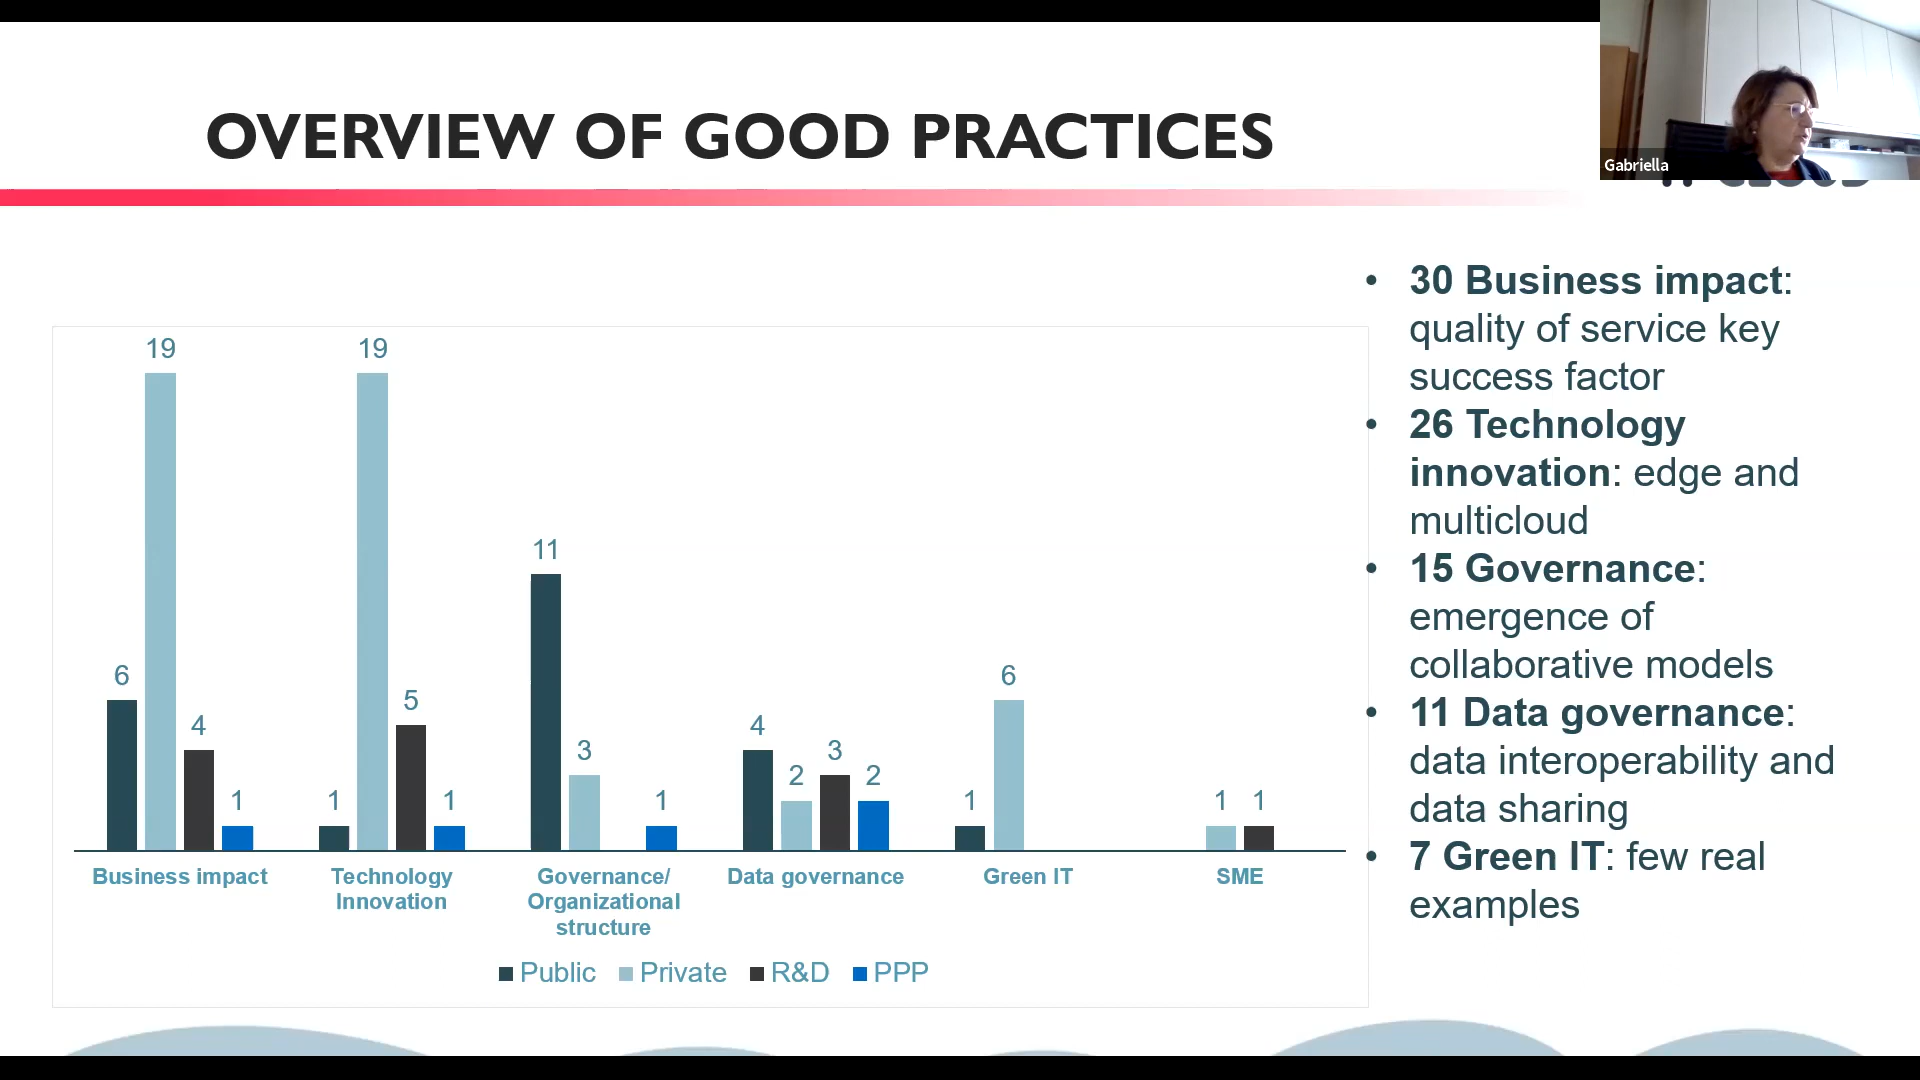 OVERVIEW OF GOOD PRACTICES
Gabriella
19
19
11
6
6
5
4
4
3
3
2
2
1
1
1
1
1
1
1
Business impact
Technology
Innovation
Governance/
Organizational
structure
Data governance
Green IT
SME
Public
Private
R&D
PPP
• 30 Business impact:
quality of service key
success factor
• 26 Technology
innovation: edge and
multicloud
• 15 Governance:
emergence of
collaborative models
• 11 Data governance:
data interoperability and
data sharing
• 7 Green IT: few real
examples